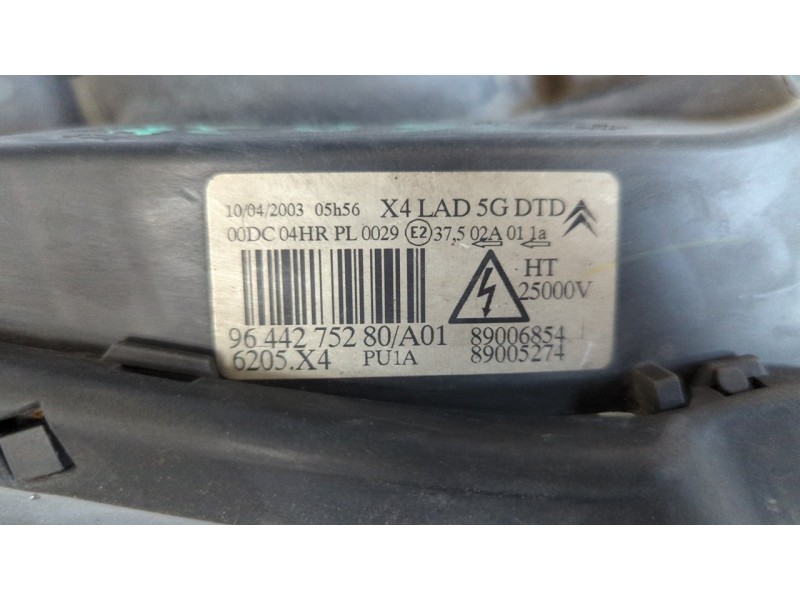 10/04/2003 05h56 X4 LAD 5G DTD
00DC 04HR PL 0029 E2 37,5 02A 01 1a
HT
25000V
96 442 752 80/A01 89006854
6205.X4 PU1A 89005274